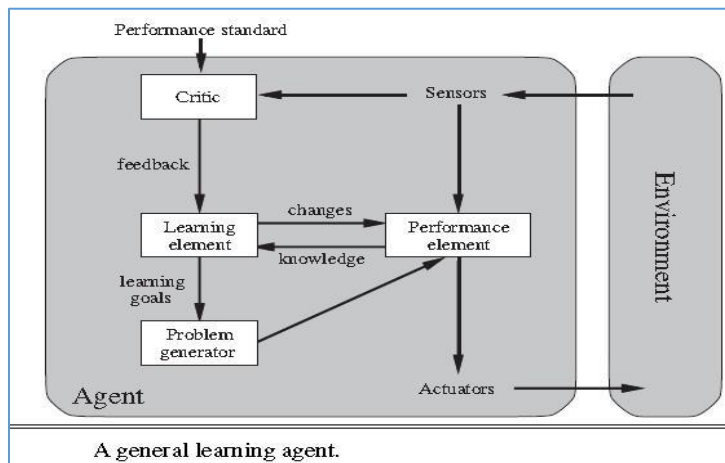 Performance standard
Critic
Sensors
feedback
Learning
element
changes
knowledge
Performance
element
Environment
learning
goals
Problem
generator
Agent
Actuators
A general learning agent.